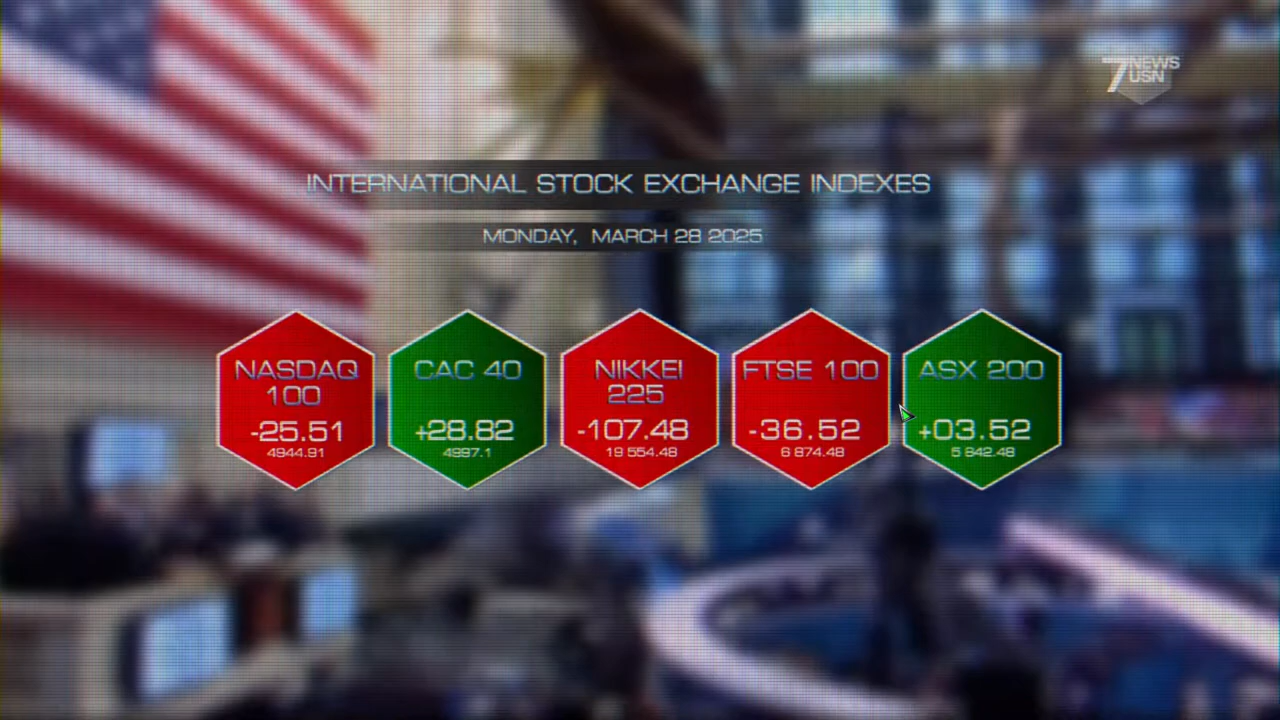 7 NEWS
USN
INTERNATIONAL STOCK EXCHANGE INDEXES
MONDAY, MARCH 28 2025
NASDAQ
100
-25.51
4944.91
CAC 40
+28.82
4997.1
NIKKEI
225
-107.48
19 554.48
FTSE 100
-36.52
6 874.48
ASX 200
+03.52
5 842.48